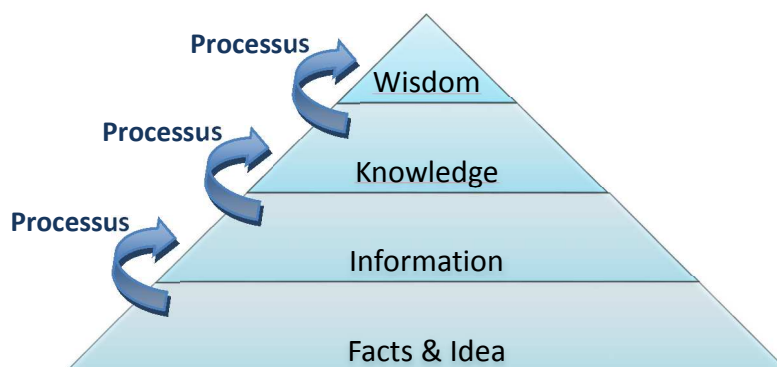 Processus
Wisdom
Processus
Knowledge
Processus
Information
Facts & Idea